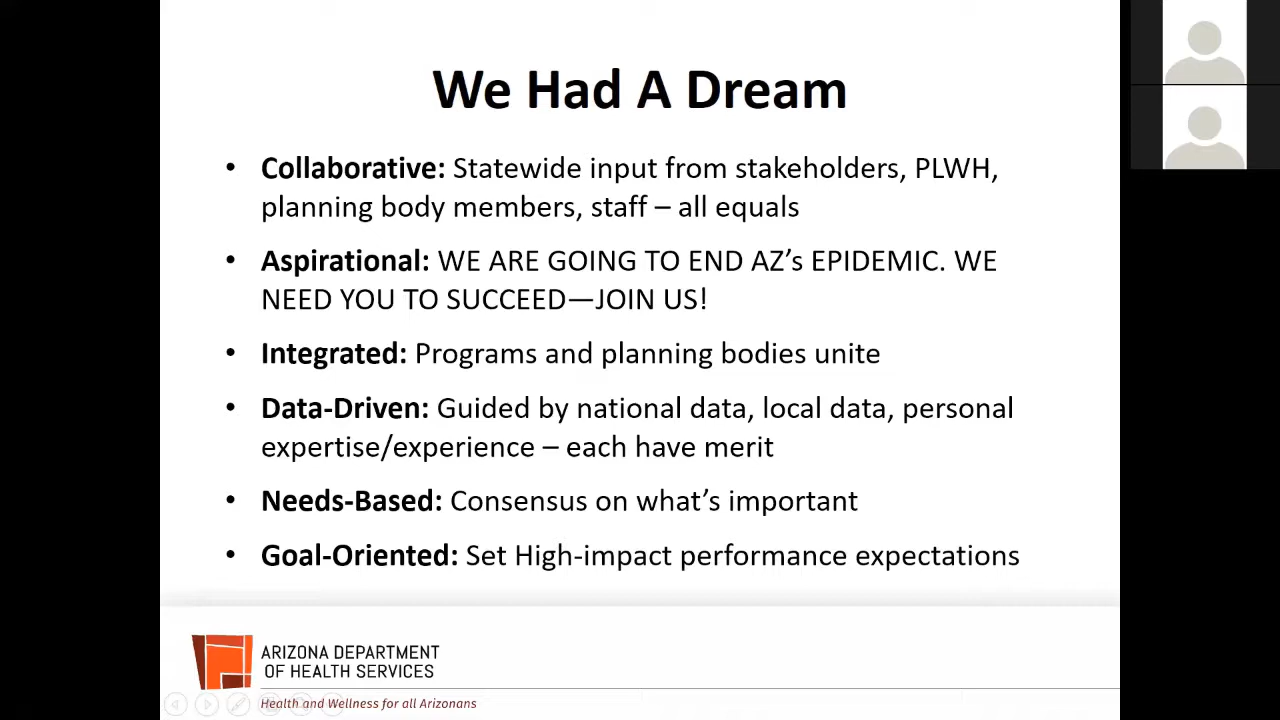 We Had A Dream
• Collaborative: Statewide input from stakeholders, PLWH,
planning body members, staff – all equals
• Aspirational: WE ARE GOING TO END AZ's EPIDEMIC. WE
NEED YOU TO SUCCEED—JOIN US!
• Integrated: Programs and planning bodies unite
• Data-Driven: Guided by national data, local data, personal
expertise/experience – each have merit
• Needs-Based: Consensus on what's important
• Goal-Oriented: Set High-impact performance expectations
ARIZONA DEPARTMENT
OF HEALTH SERVICES
Health and Wellness for all Arizonans